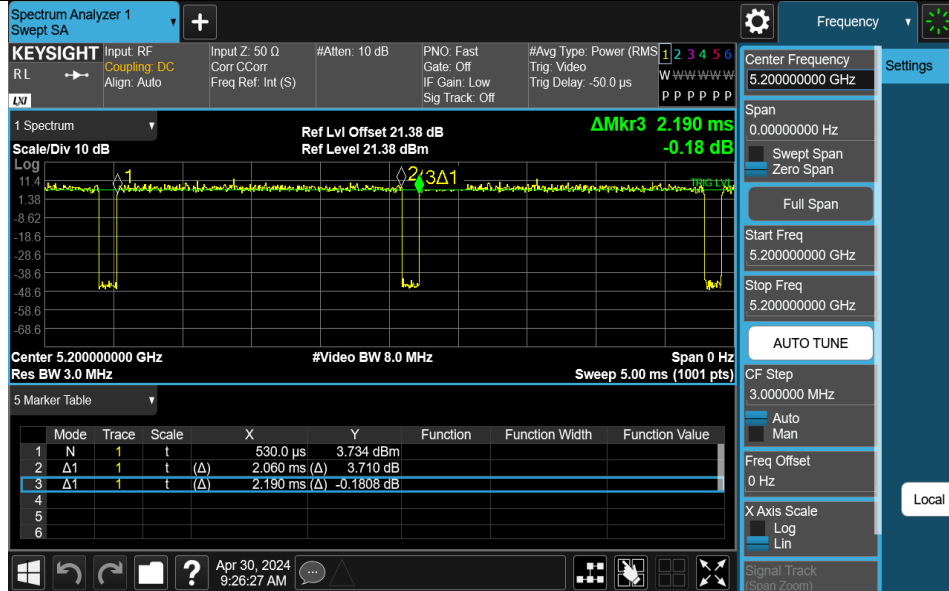 Spectrum Analyzer 1
Swept SA
+
Frequency
KEYSIGHT
RL
LXI
Input: RF
Coupling: DC
Align: Auto
Input Z: 50 Ω
Corr CCorr
Freq Ref: Int (S)
#Atten: 10 dB
PNO: Fast
Gate: Off
IF Gain: Low
Sig Track: Off
#Avg Type: Power (RMS
Trig: Video
Trig Delay: -50.0 µs
1 2 3 4 5 6
W W W W W W
P P P P P P
1 Spectrum
Scale/Div 10 dB
Ref Lvl Offset 21.38 dB
Ref Level 21.38 dBm
ΔMkr3 2.190 ms
-0.18 dB
Log
11.4
1.38
-8.62
-18.6
-28.6
-38.6
-48.6
-58.6
-68.6
1
2
3Δ1
TRIG LVL
Center 5.200000000 GHz
#Video BW 8.0 MHz
Span 0 Hz
Res BW 3.0 MHz
Sweep 5.00 ms (1001 pts)
5 Marker Table
Mode Trace Scale X Y Function Function Width Function Value
1 N 1 t 530.0 µs 3.734 dBm
2 Δ1 1 t (Δ) 2.060 ms (Δ) 3.710 dB
3 Δ1 1 t (Δ) 2.190 ms (Δ) -0.1808 dB
4
5
6
?
Apr 30, 2024
9:26:27 AM
Center Frequency
5.200000000 GHz
Settings
Span
0.00000000 Hz
Swept Span
Zero Span
Full Span
Start Freq
5.200000000 GHz
Stop Freq
5.200000000 GHz
AUTO TUNE
CF Step
3.000000 MHz
Auto
Man
Freq Offset
0 Hz
Local
X Axis Scale
Log
Lin
Signal Track
(Span Zoom)